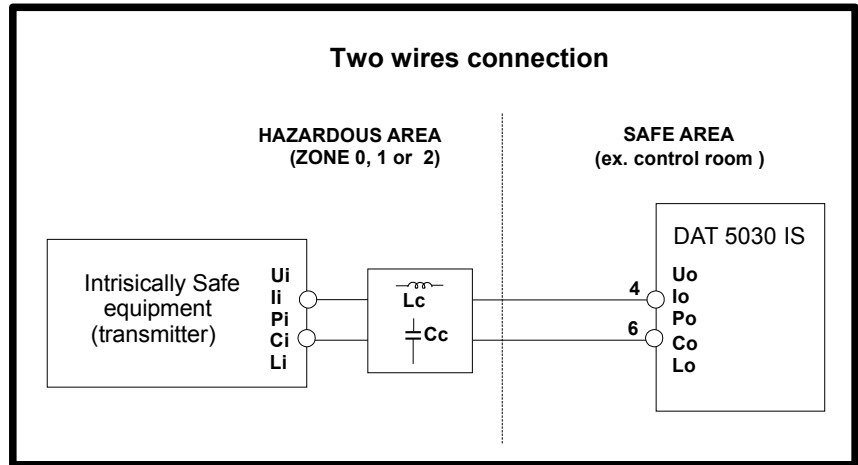 Two wires connection
HAZARDOUS AREA
(ZONE 0, 1 or 2)
SAFE AREA
(ex. control room )
Intrisically Safe
equipment
(transmitter)
Ui
Ii
Pi
Ci
Li
Lc
Cc
4
6
DAT 5030 IS
Uo
Io
Po
Co
Lo